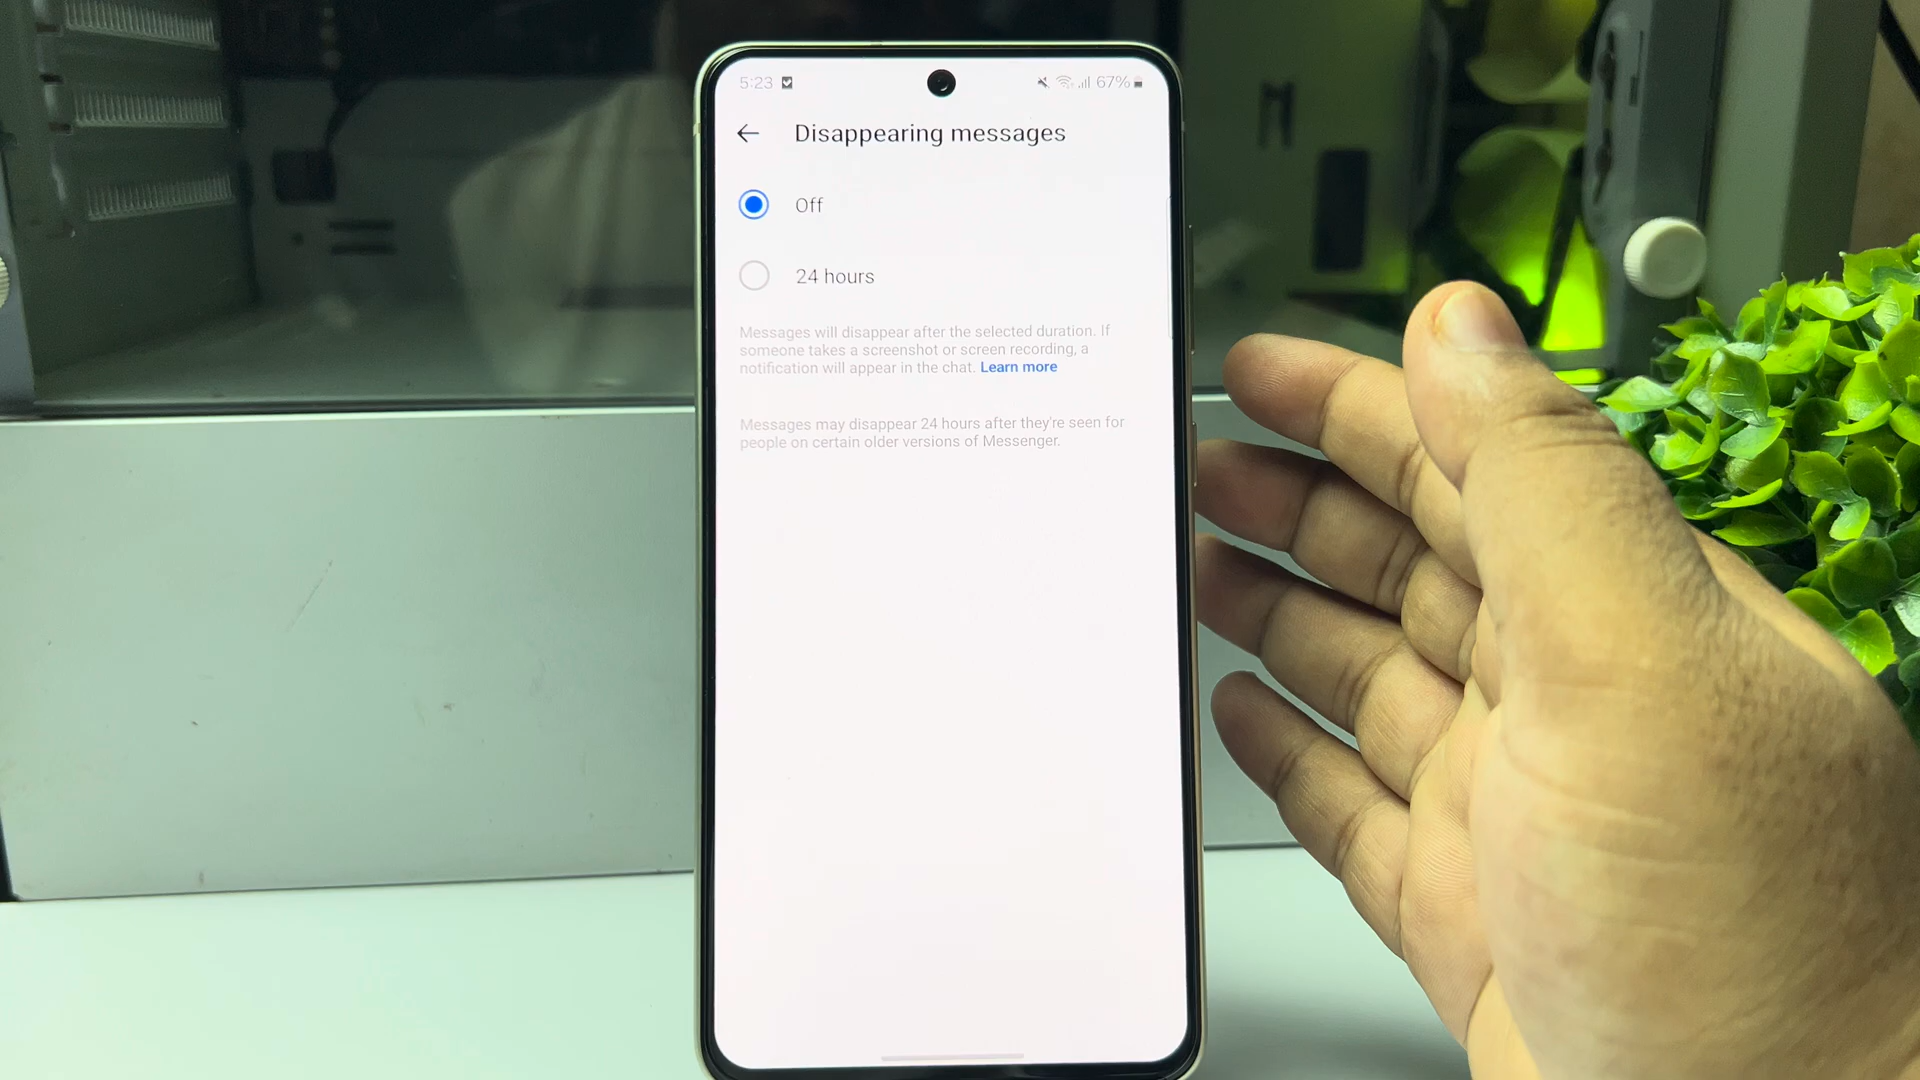 5:23 67%
Disappearing messages
Off
24 hours
Messages will disappear after the selected duration. If
someone takes a screenshot or screen recording, a
notification will appear in the chat. Learn more
Messages may disappear 24 hours after they're seen for
people on certain older versions of Messenger.